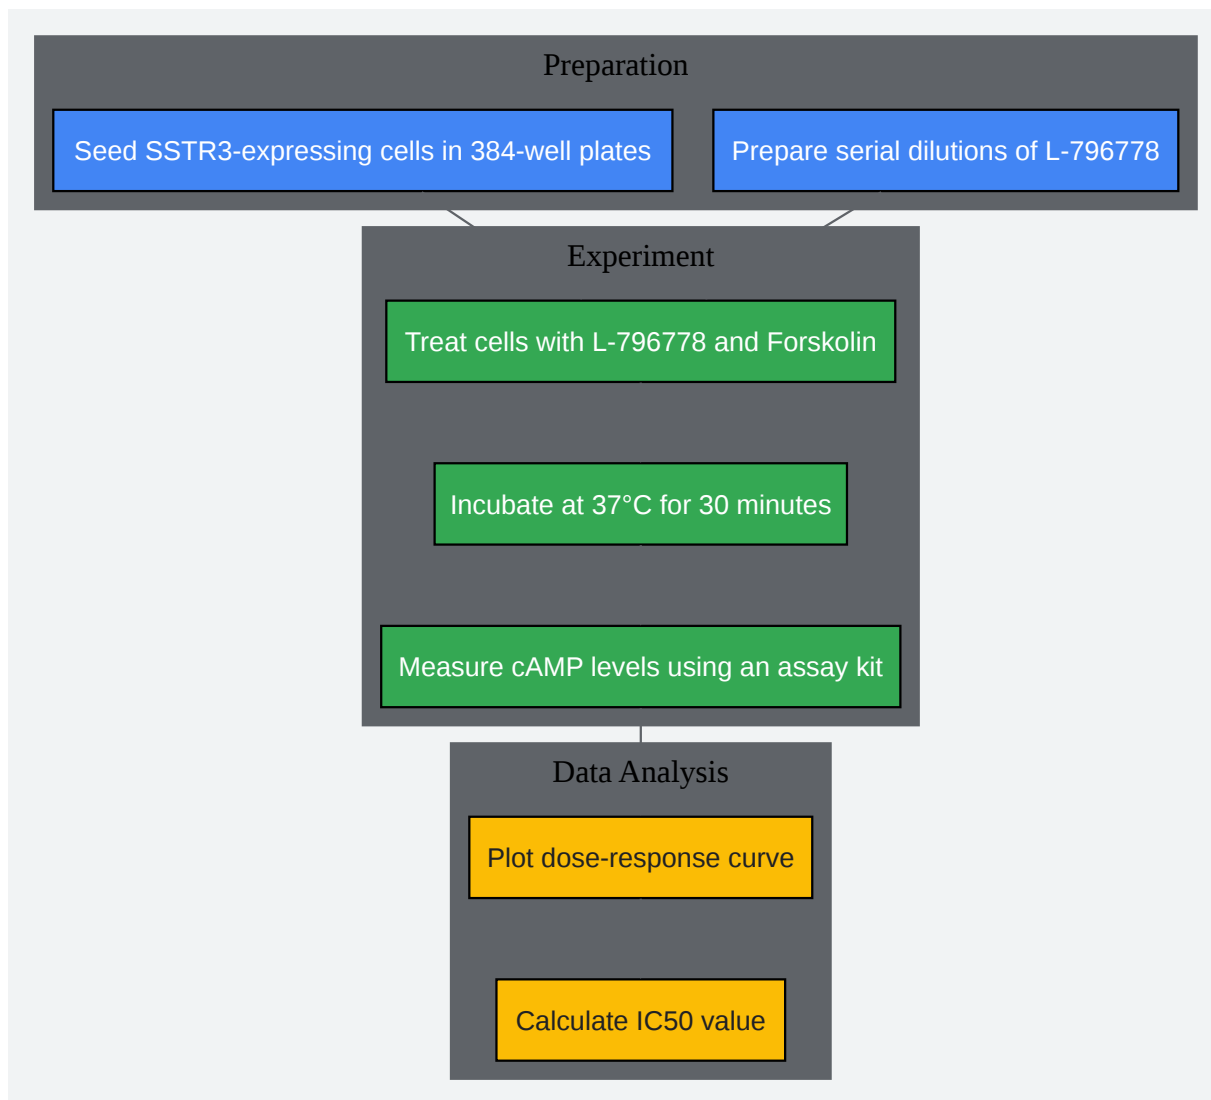 Preparation
Seed SSTR3-expressing cells in 384-well plates
Prepare serial dilutions of L-796778
Experiment
Treat cells with L-796778 and Forskolin
Incubate at 37°C for 30 minutes
Measure cAMP levels using an assay kit
Data Analysis
Plot dose-response curve
Calculate IC50 value